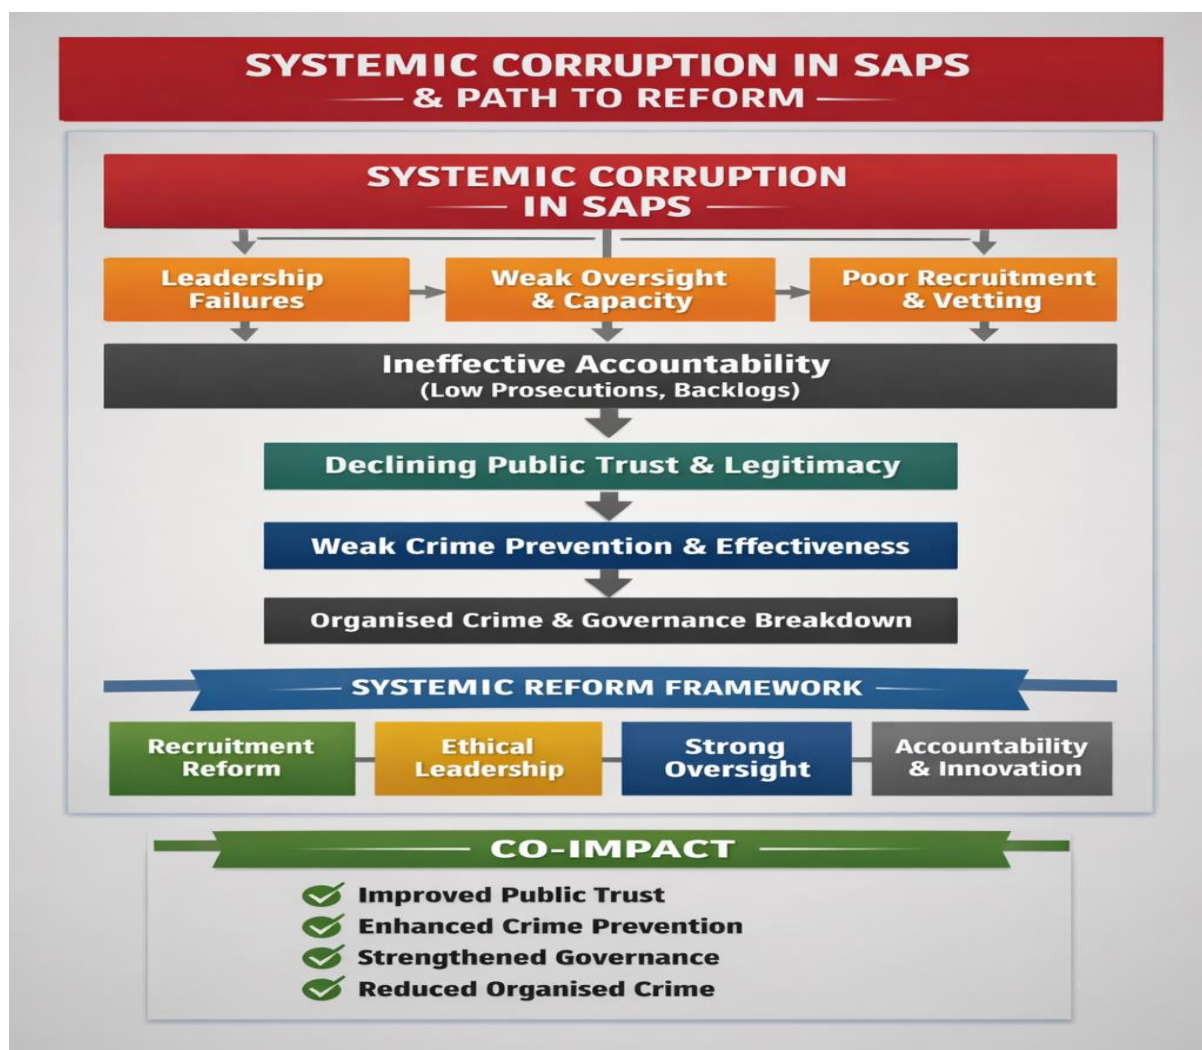 SYSTEMIC CORRUPTION IN SAPS
& PATH TO REFORM
SYSTEMIC CORRUPTION
IN SAPS
Leadership
Failures
Weak Oversight
& Capacity
Poor Recruitment
& Vetting
Ineffective Accountability
(Low Prosecutions, Backlogs)
Declining Public Trust & Legitimacy
Weak Crime Prevention & Effectiveness
Organised Crime & Governance Breakdown
SYSTEMIC REFORM FRAMEWORK
Recruitment
Reform
Ethical
Leadership
Strong
Oversight
Accountability
& Innovation
CO-IMPACT
Improved Public Trust
Enhanced Crime Prevention
Strengthened Governance
Reduced Organised Crime